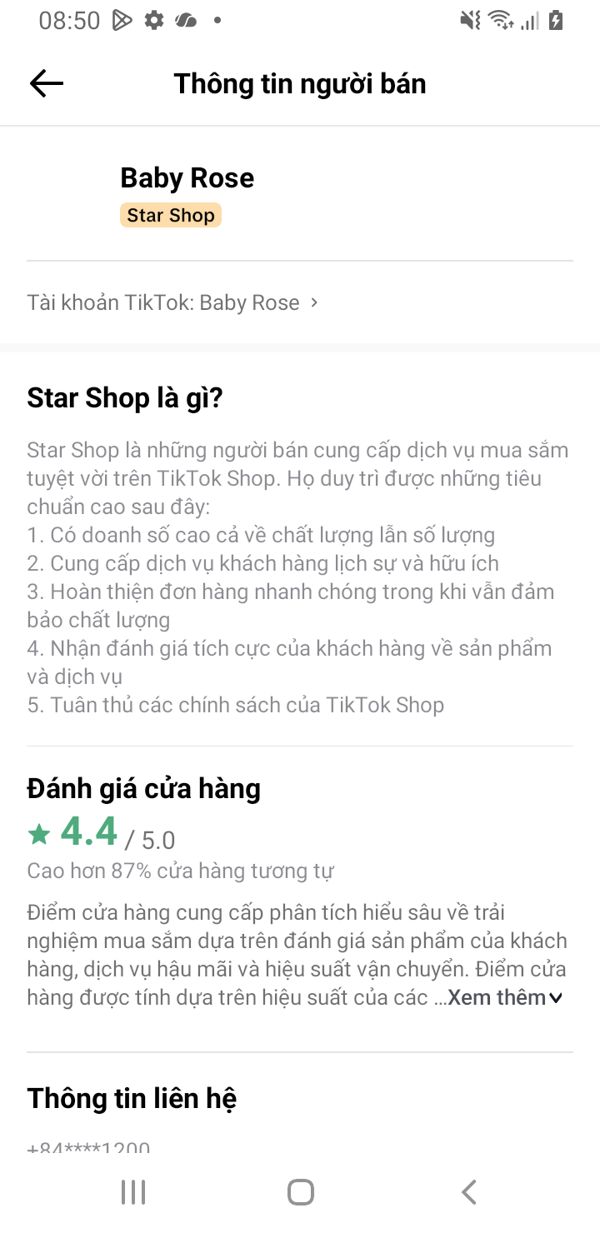 08:50
Thông tin người bán
Baby Rose
Star Shop
Tài khoản TikTok: Baby Rose >
Star Shop là gì?
Star Shop là những người bán cung cấp dịch vụ mua sắm
tuyệt vời trên TikTok Shop. Họ duy trì được những tiêu
chuẩn cao sau đây:
1. Có doanh số cao cả về chất lượng lẫn số lượng
2. Cung cấp dịch vụ khách hàng lịch sự và hữu ích
3. Hoàn thiện đơn hàng nhanh chóng trong khi vẫn đảm
bảo chất lượng
4. Nhận đánh giá tích cực của khách hàng về sản phẩm
và dịch vụ
5. Tuân thủ các chính sách của TikTok Shop
Đánh giá cửa hàng
4.4 / 5.0
Cao hơn 87% cửa hàng tương tự
Điểm cửa hàng cung cấp phân tích hiểu sâu về trải
nghiệm mua sắm dựa trên đánh giá sản phẩm của khách
hàng, dịch vụ hậu mãi và hiệu suất vận chuyển. Điểm cửa
hàng được tính dựa trên hiệu suất của các ...Xem thêm
Thông tin liên hệ
+84****1200